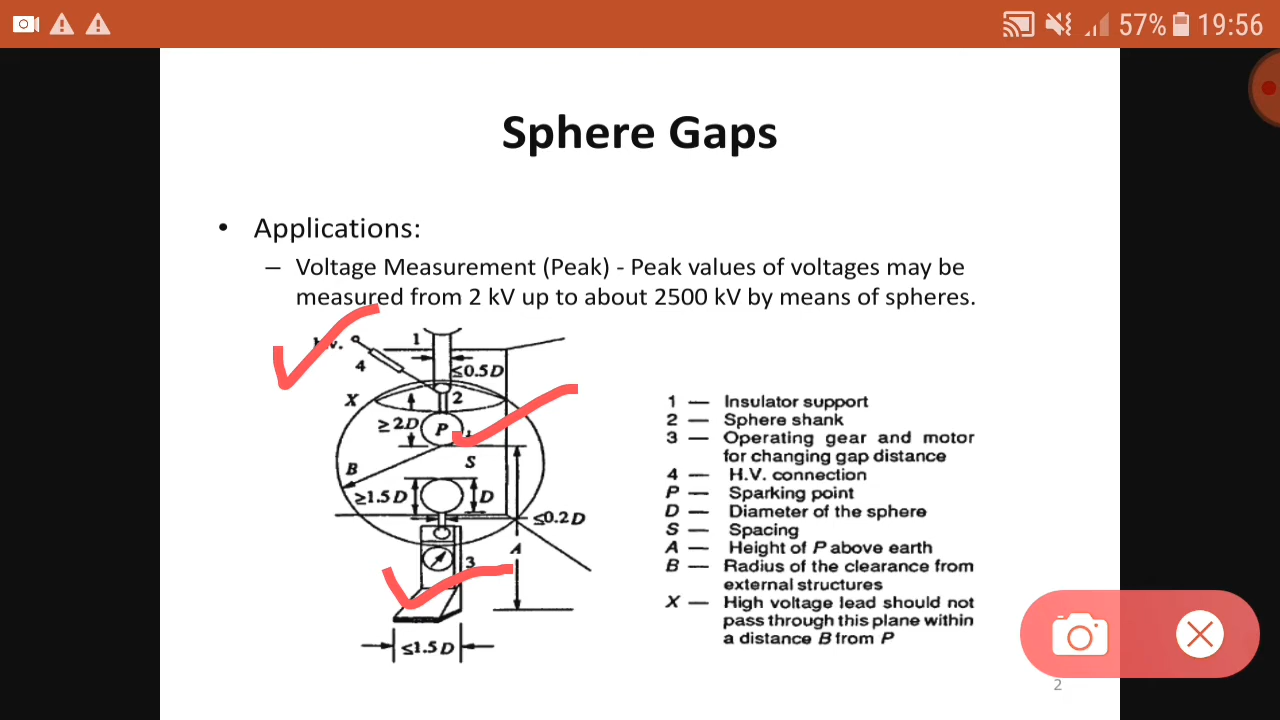 57% 19:56
Sphere Gaps
• Applications:
– Voltage Measurement (Peak) - Peak values of voltages may be
measured from 2 kV up to about 2500 kV by means of spheres.
1
4
≤0.5D
X
2
≥2D
P
B
S
≥1.5D
D
≤0.2D
A
3
≤1.5D
1 — Insulator support
2 — Sphere shank
3 — Operating gear and motor
for changing gap distance
4 — H.V. connection
P — Sparking point
D — Diameter of the sphere
S — Spacing
A — Height of P above earth
B — Radius of the clearance from
external structures
X — High voltage lead should not
pass through this plane within
a distance B from P
2